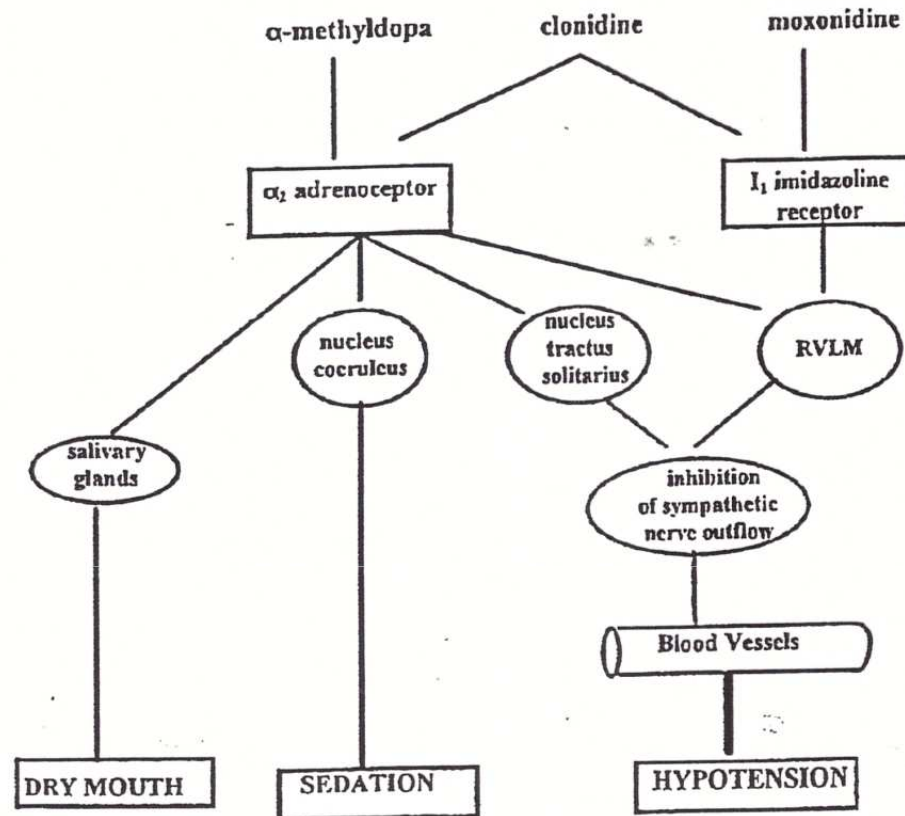 α-methyldopa
clonidine
moxonidine
α₂ adrenoceptor
I₁ imidazoline
receptor
nucleus
cocruleus
nucleus
tractus
solitarius
RVLM
salivary
glands
inhibition
of sympathetic
nerve outflow
Blood Vessels
DRY MOUTH
SEDATION
HYPOTENSION